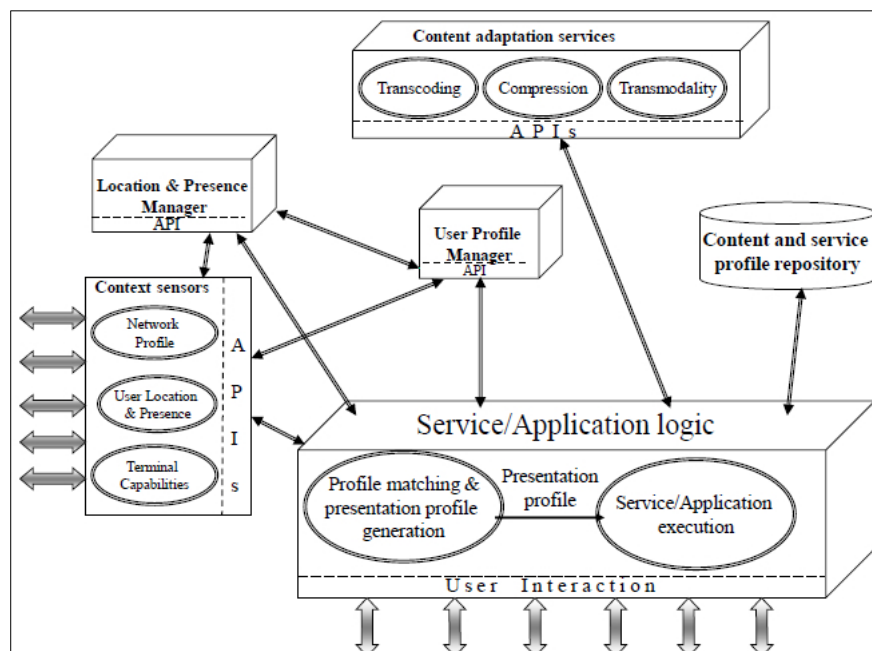 Content adaptation services
Transcoding
Compression
Transmodality
A P I s
Location & Presence
Manager
API
User Profile
Manager
API
Content and service
profile repository
Context sensors
Network
Profile
User Location
& Presence
Terminal
Capabilities
A
P
I
s
Service/Application logic
Profile matching &
presentation profile
generation
Presentation
profile
Service/Application
execution
User Interaction